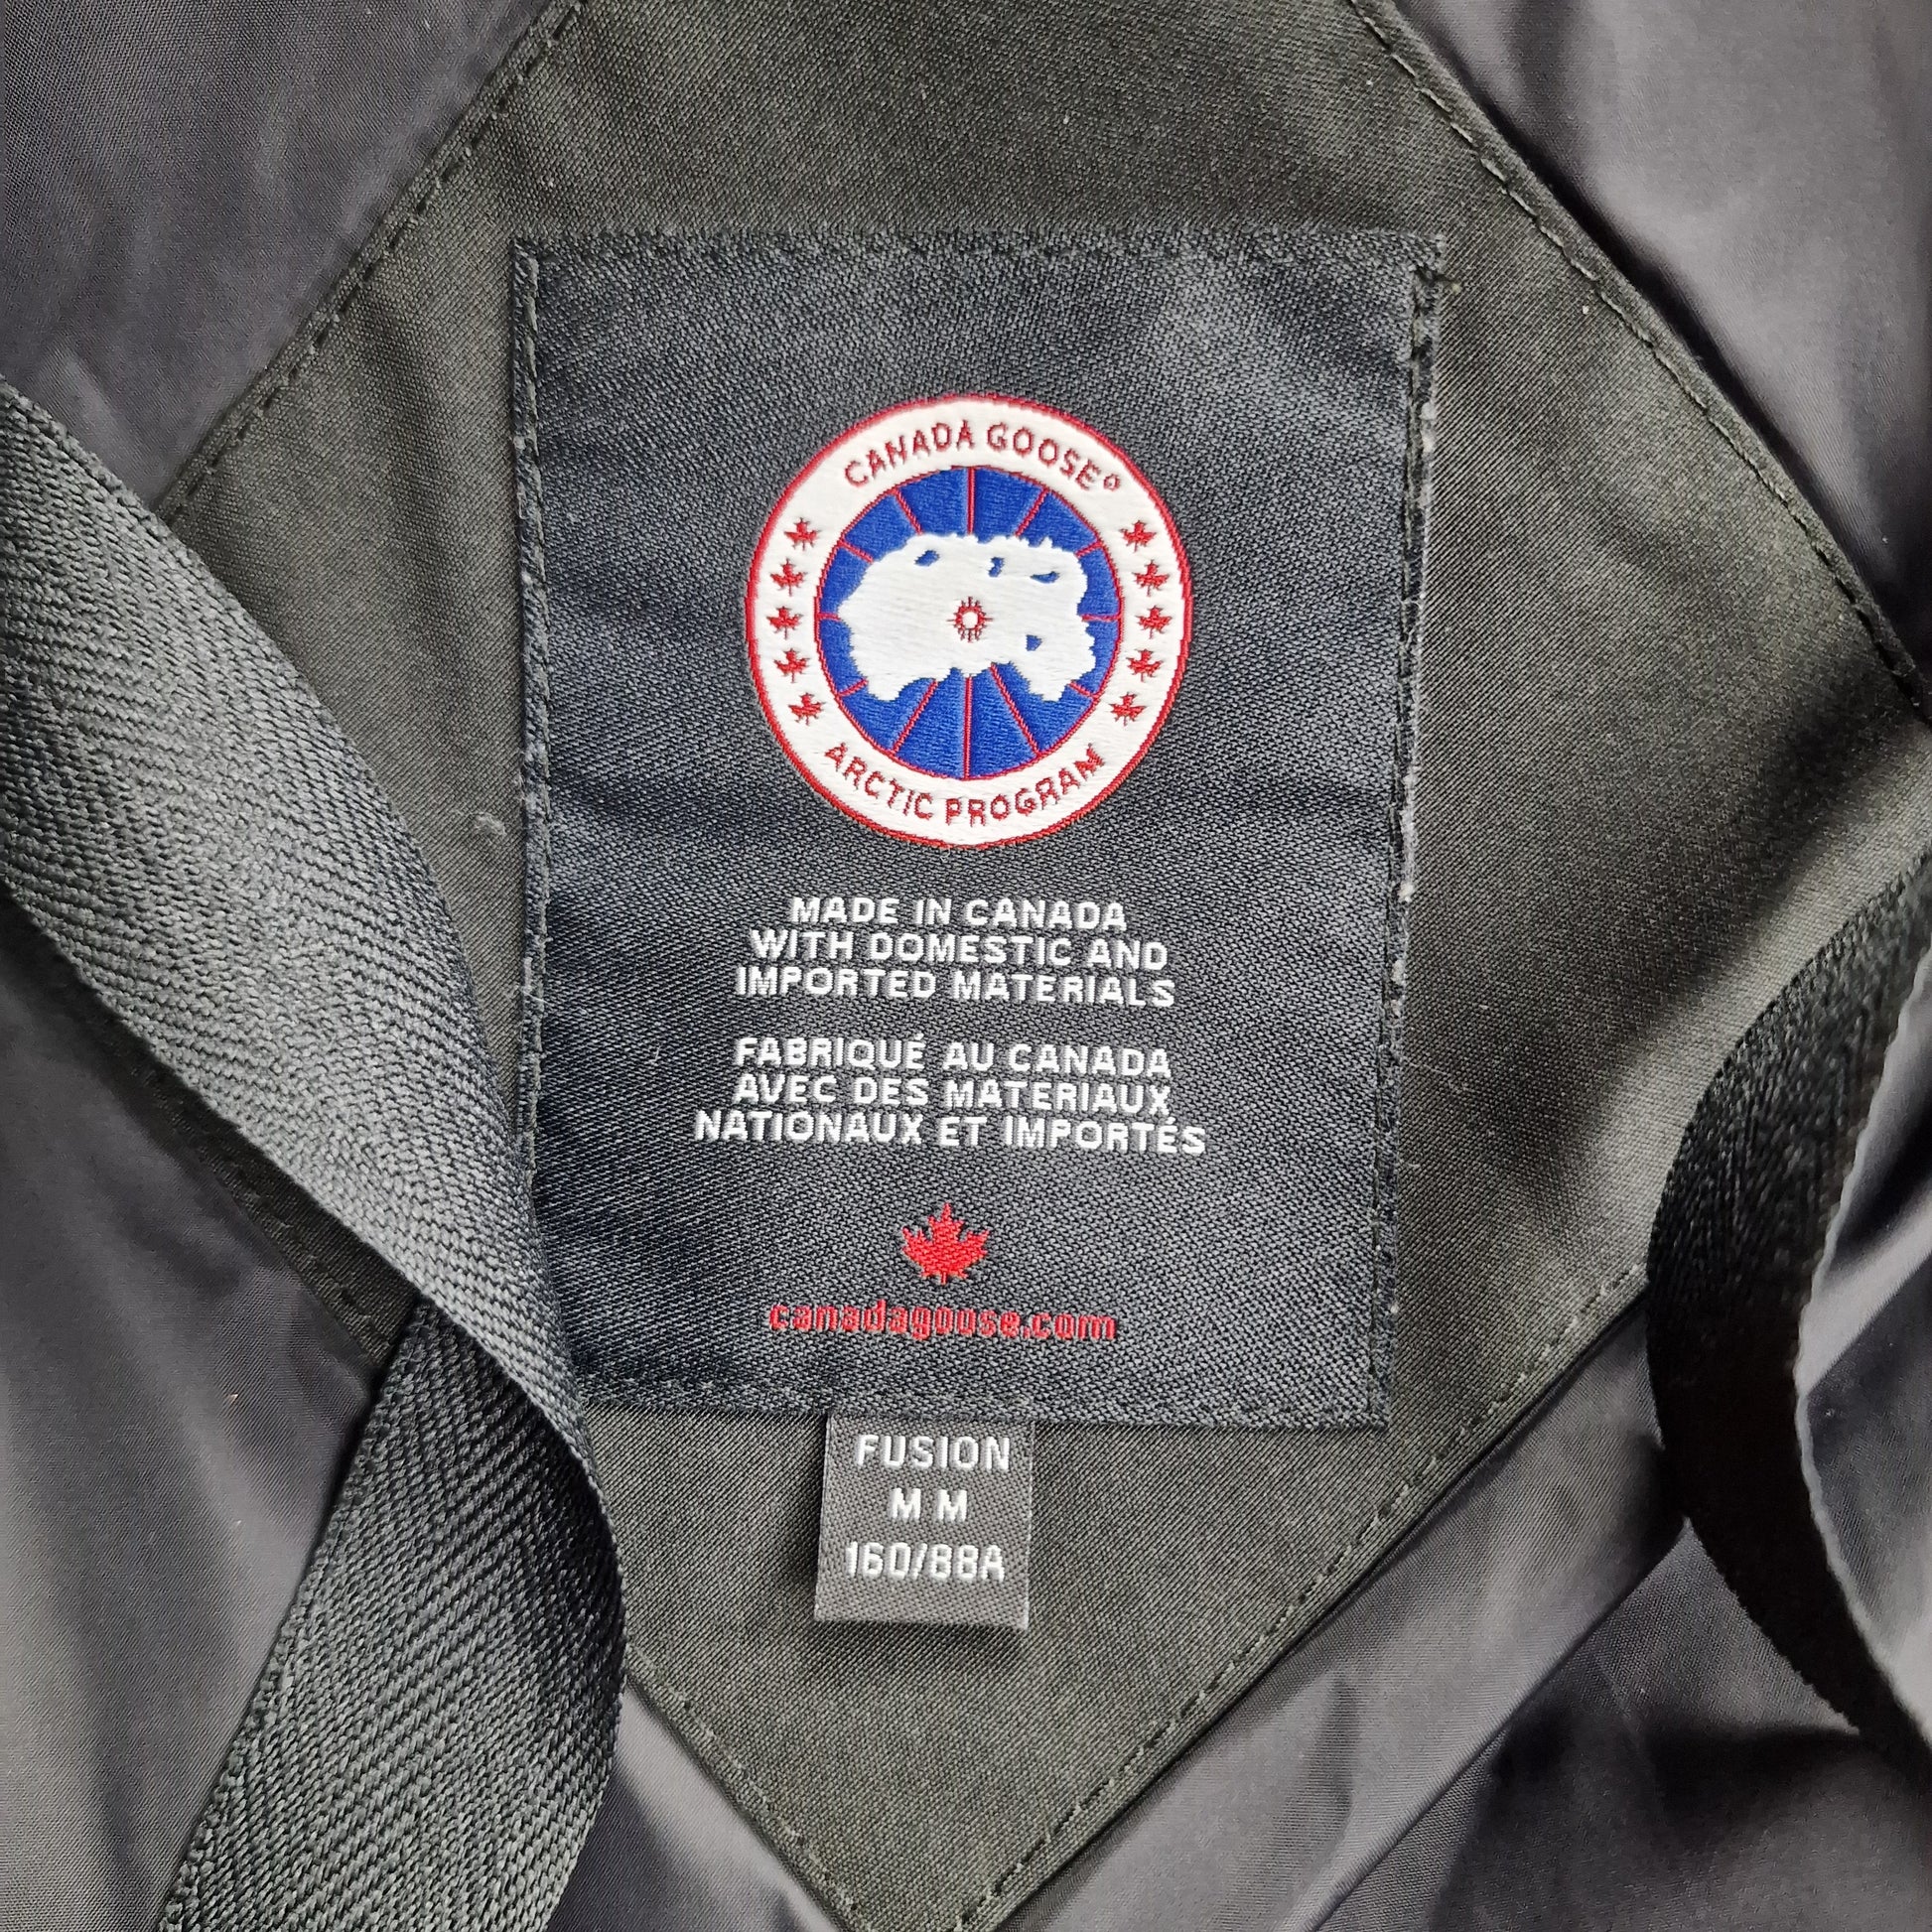 CANADA GOOSE®
ARCTIC PROGRAM
MADE IN CANADA
WITH DOMESTIC AND
IMPORTED MATERIALS
FABRIQUÉ AU CANADA
AVEC DES MATERIAUX
NATIONAUX ET IMPORTÉS
canadagoose.com
FUSION
M M
160/88A